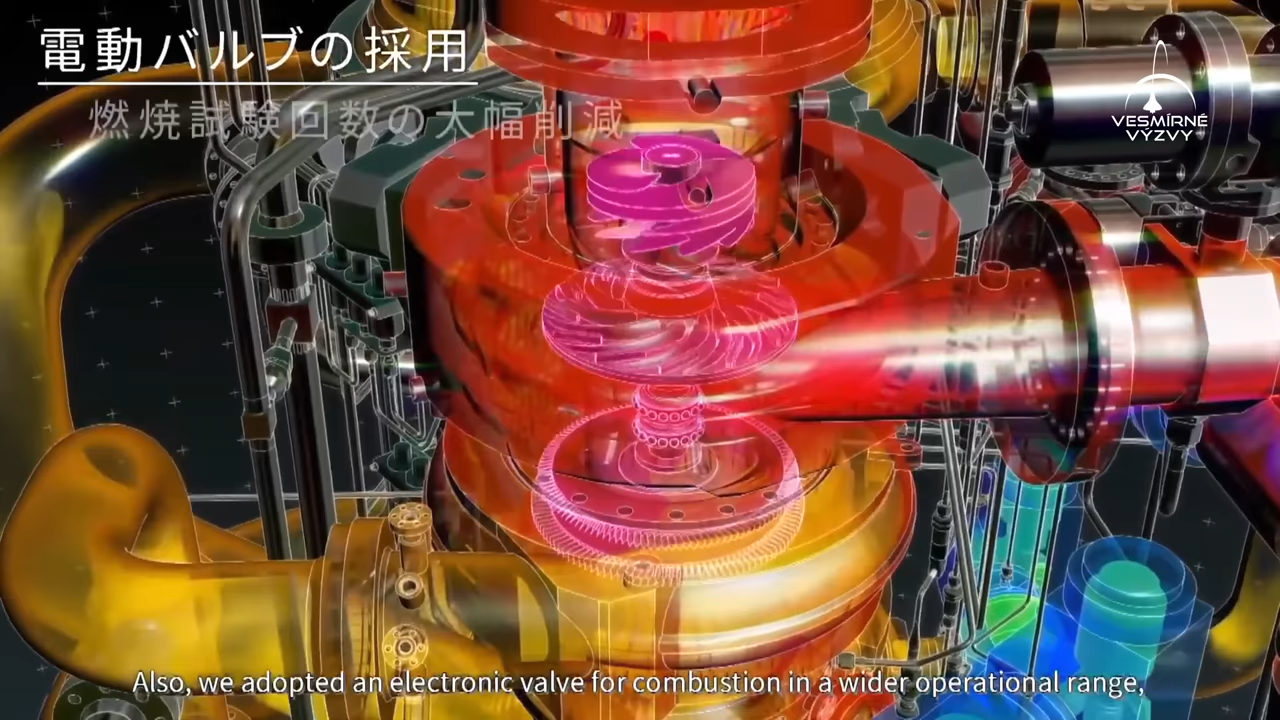 電動バルブの採用
燃焼試験回数の大幅削減
VESMÍRNÉ
VÝZVY
Also, we adopted an electronic valve for combustion in a wider operational range,